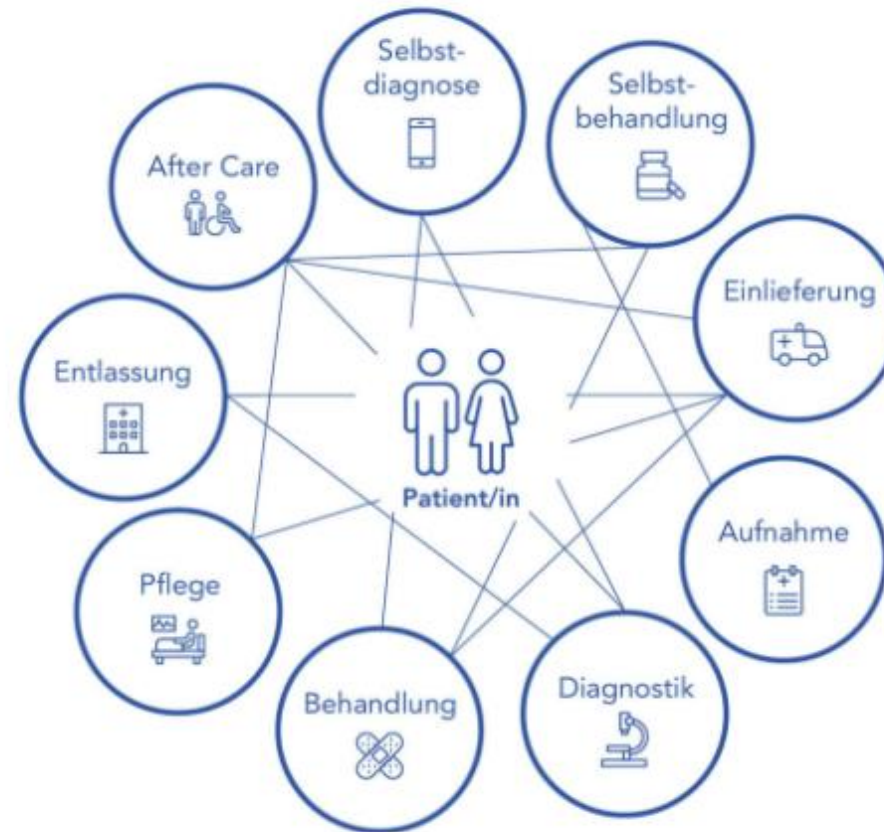 Selbst-
diagnose
Selbst-
behandlung
After Care
Einlieferung
Entlassung
Patient/in
Aufnahme
Pflege
Diagnostik
Behandlung